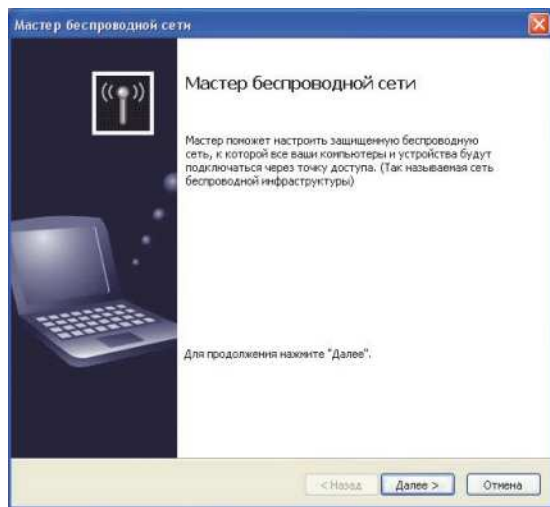 Мастер беспроводной сети
Мастер беспроводной сети
Мастер поможет настроить защищенную беспроводную
сеть, к которой все ваши компьютеры и устройства будут
подключаться через точку доступа. (Так называемая сеть
беспроводной инфраструктуры)
Для продолжения нажмите "Далее".
< Назад Далее > Отмена